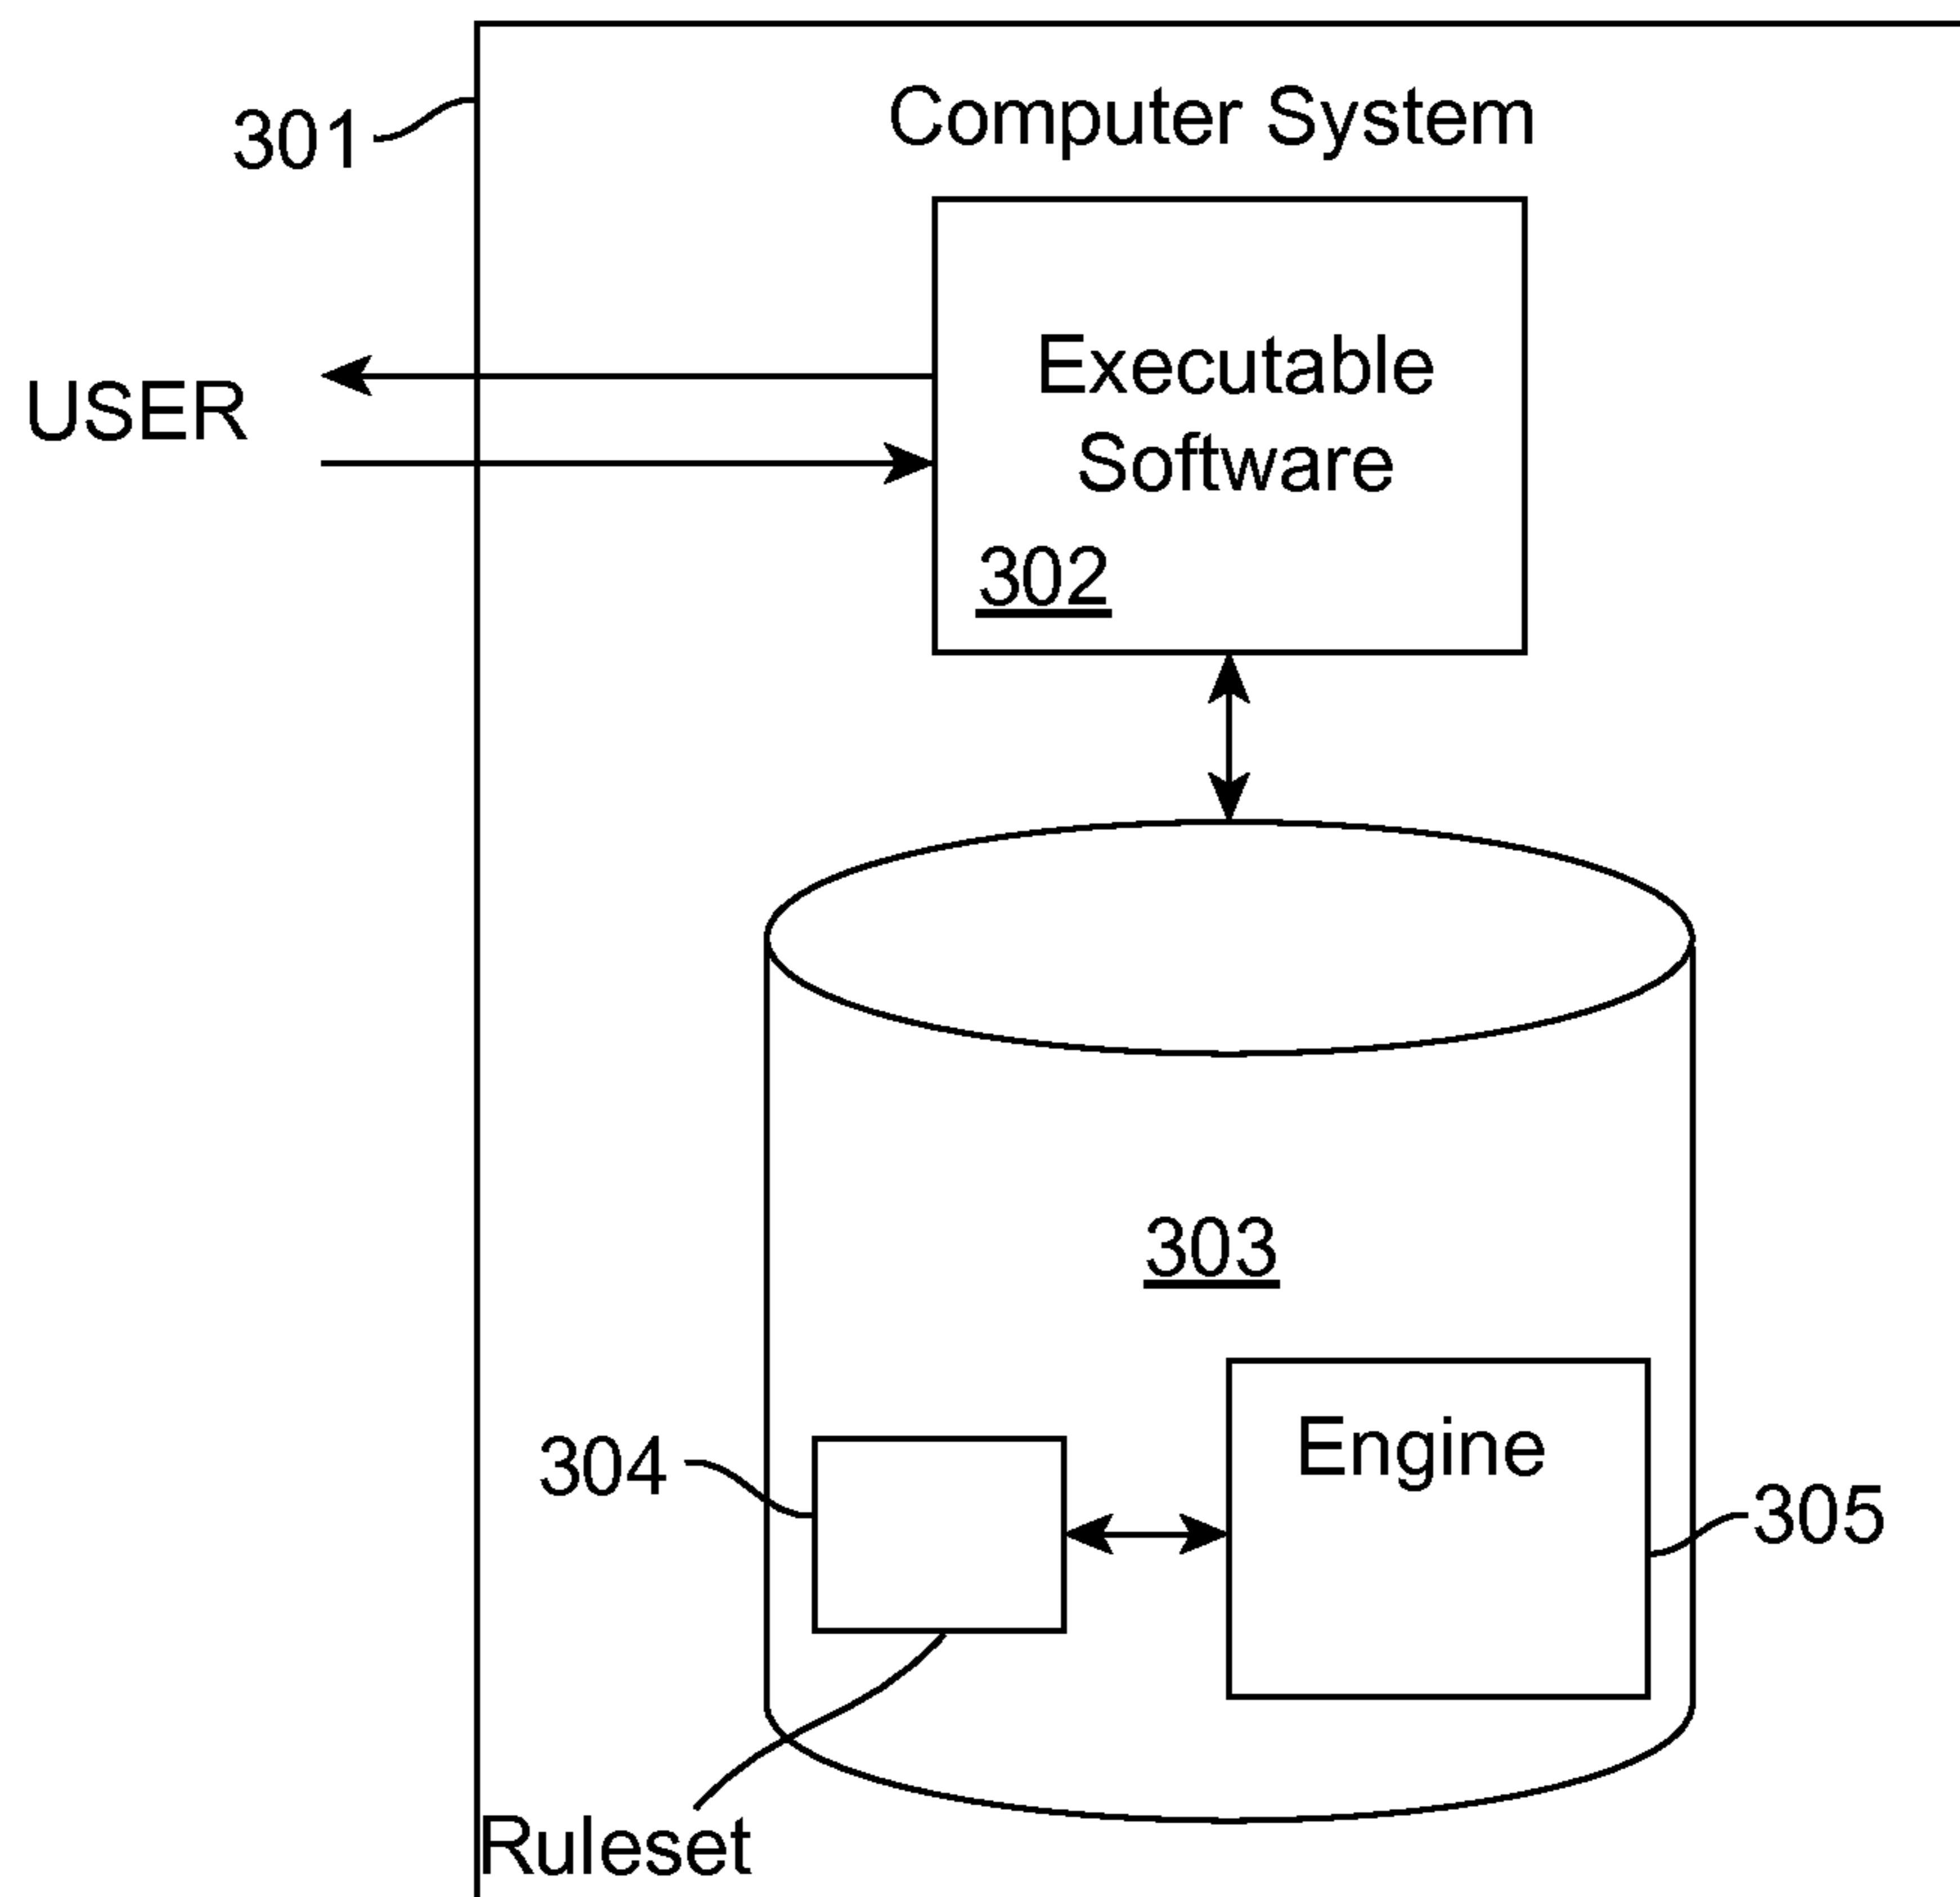 Computer System
301
Executable
Software
USER
302
303
Engine
304
305
Ruleset